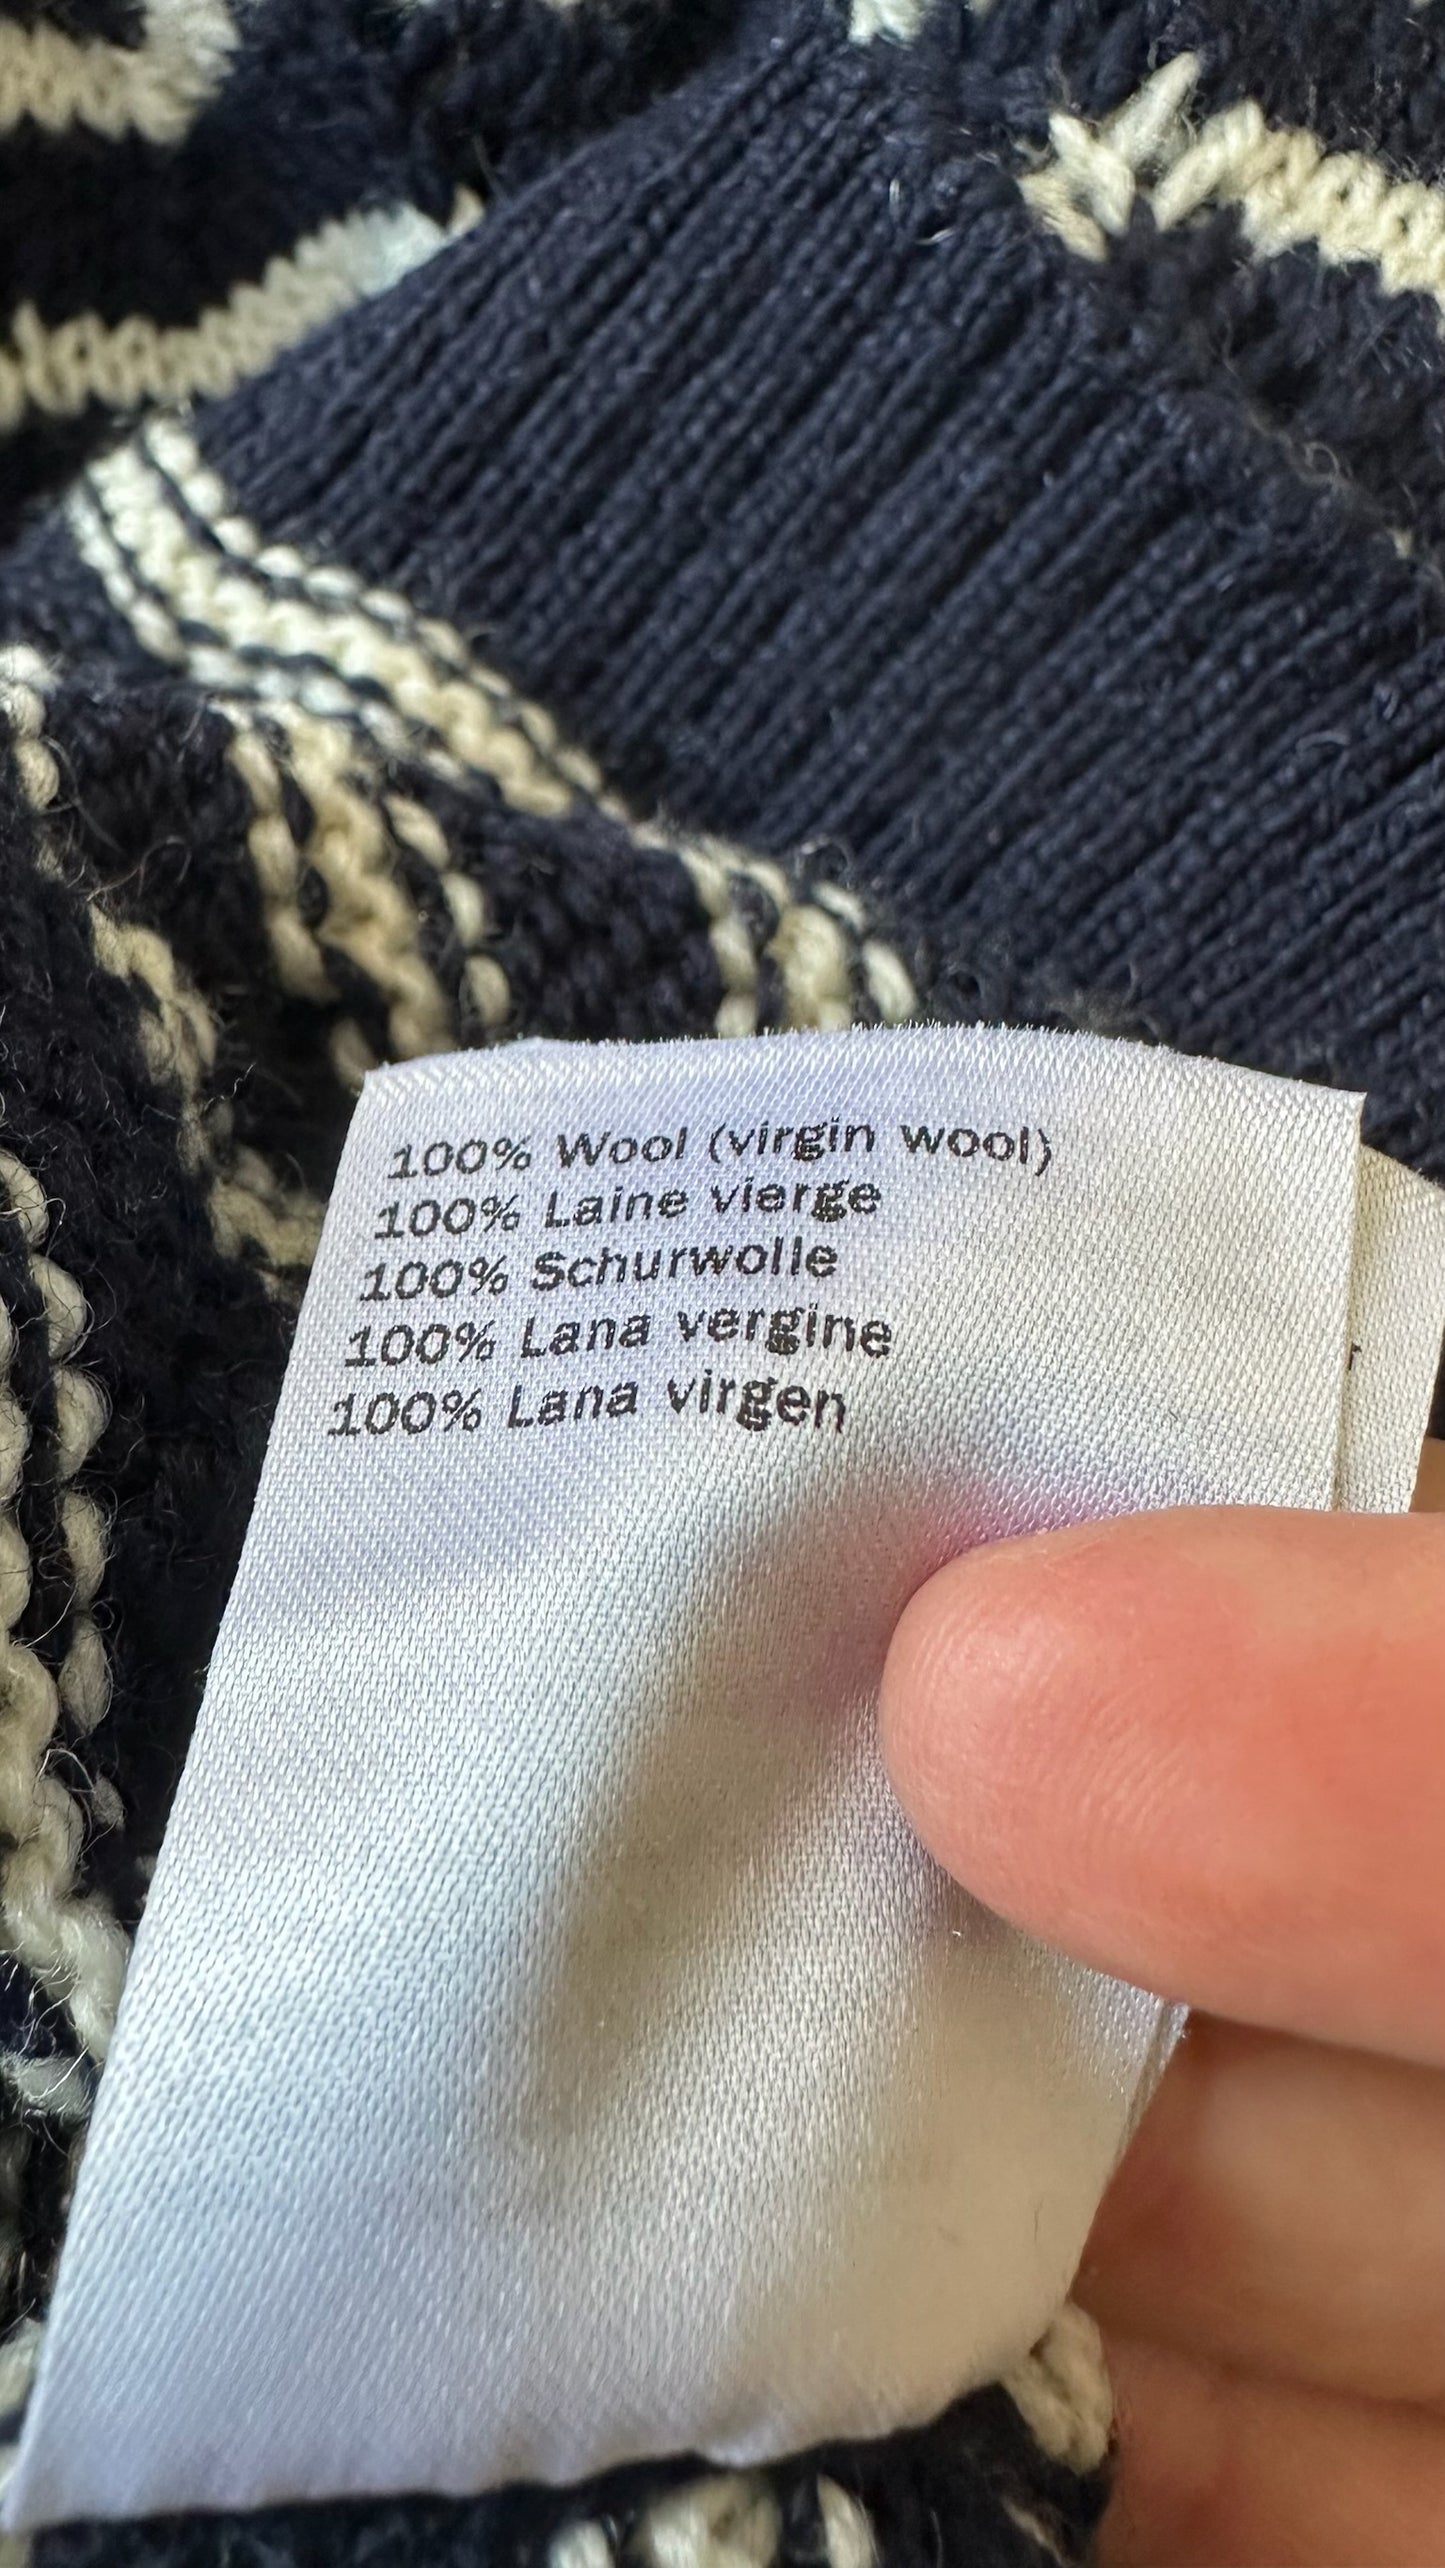 100% Wool (virgin wool)
100% Laine vierge
100% Schurwolle
100% Lana vergine
100% Lana virgen